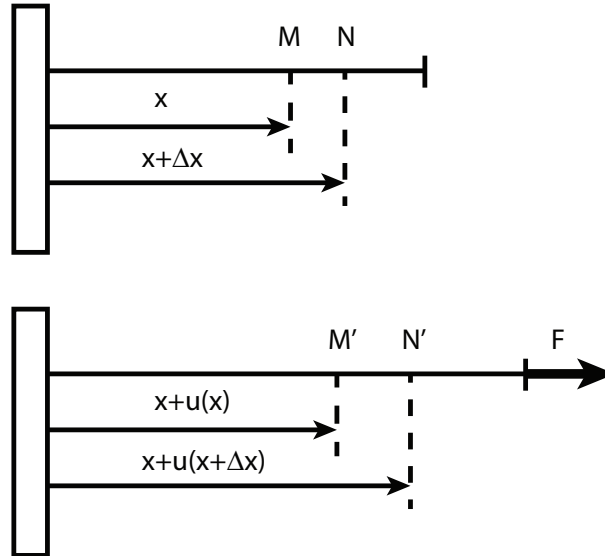 M N
x
x+Δx
M' N' F
x+u(x)
x+u(x+Δx)